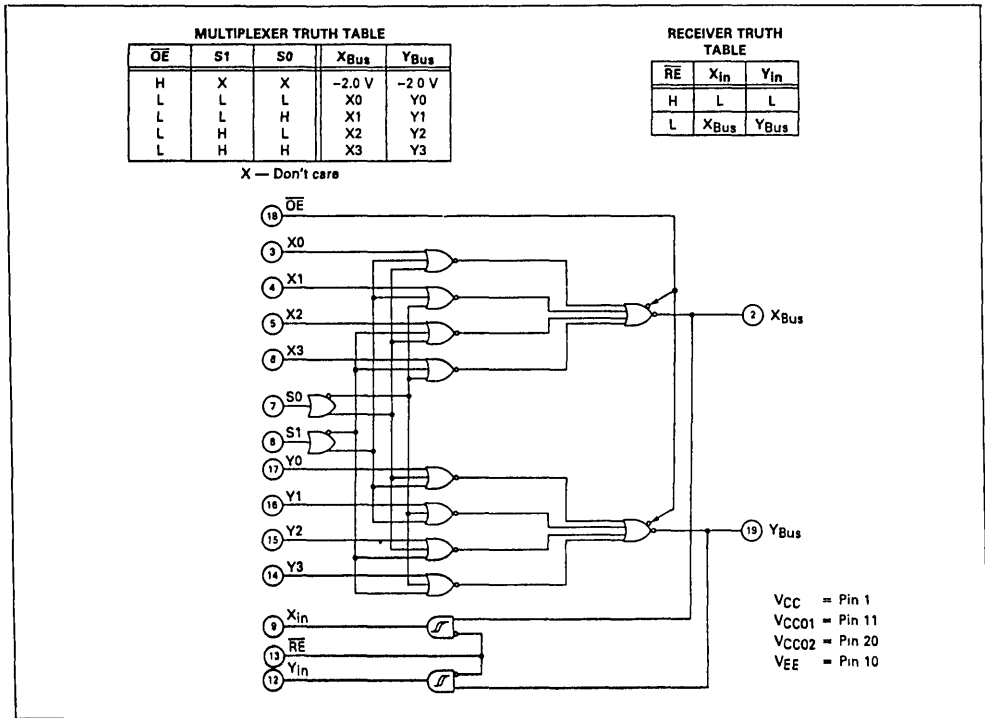 MULTIPLEXER TRUTH TABLE
OE S1 S0 XBus YBus
H X X −2.0 V −2 0 V
L L L X0 Y0
L L H X1 Y1
L H L X2 Y2
L H H X3 Y3
X — Don't care
RECEIVER TRUTH
TABLE
RE Xin Yin
H L L
L XBus YBus
18 OE
3 X0
4 X1
5 X2
6 X3
7 S0
8 S1
17 Y0
16 Y1
15 Y2
14 Y3
9 Xin
13 RE
12 Yin
2 XBus
19 YBus
VCC = Pin 1
VCC01 = Pin 11
VCC02 = Pin 20
VEE = Pin 10